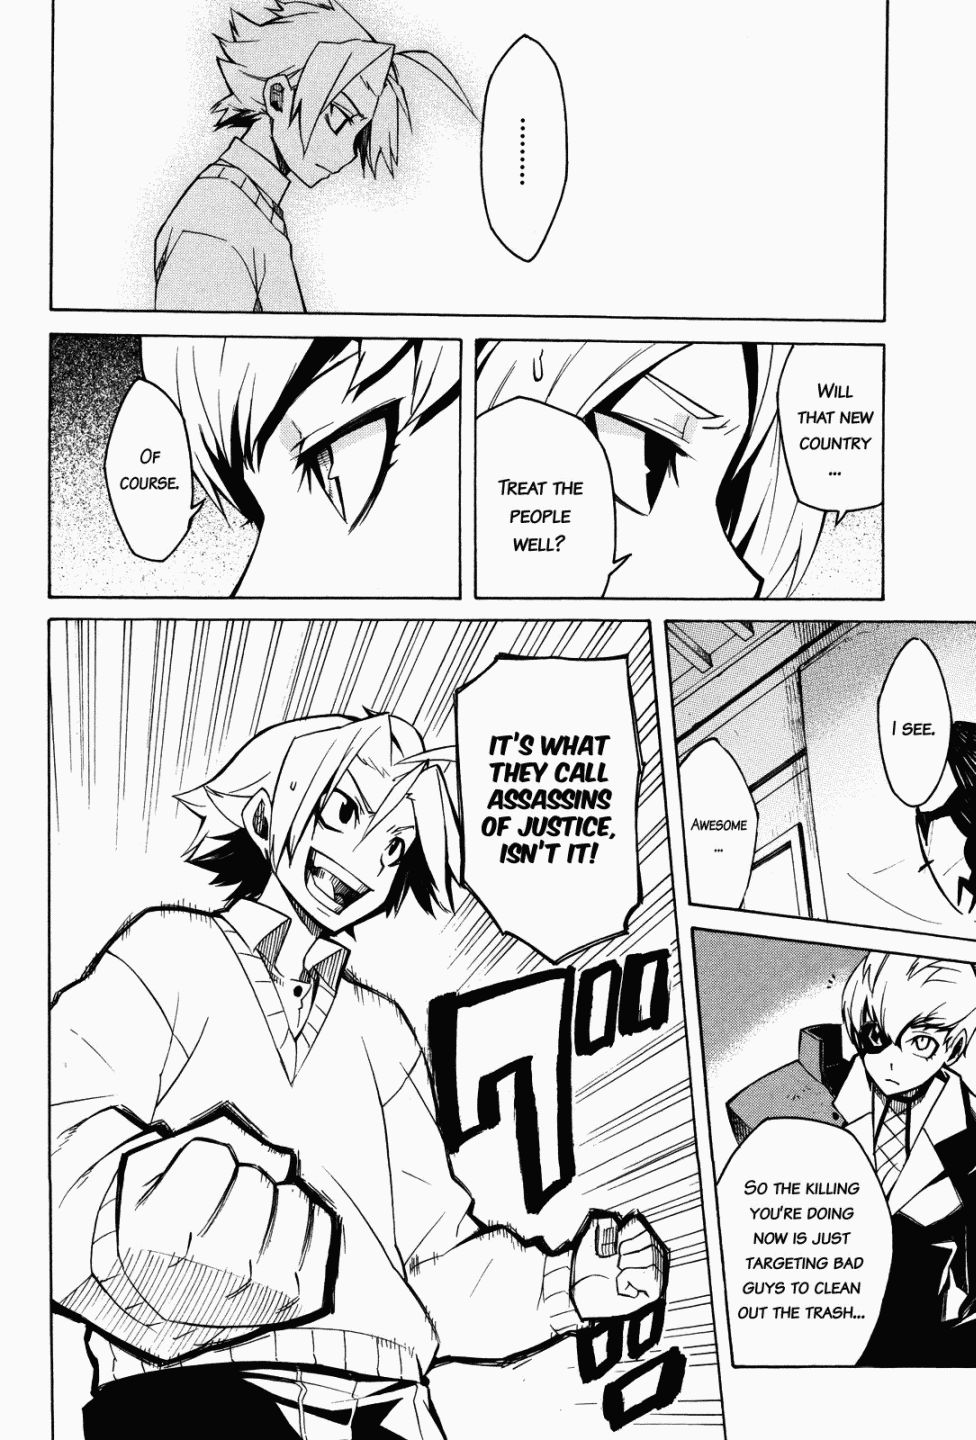 .........
WILL
THAT NEW
COUNTRY
...
TREAT THE
PEOPLE
WELL?
OF
COURSE.
I SEE.
AWESOME
...
SO THE KILLING
YOU'RE DOING
NOW IS JUST
TARGETING BAD
GUYS TO CLEAN
OUT THE TRASH...
IT'S WHAT
THEY CALL
ASSASSINS
OF JUSTICE,
ISN'T IT!